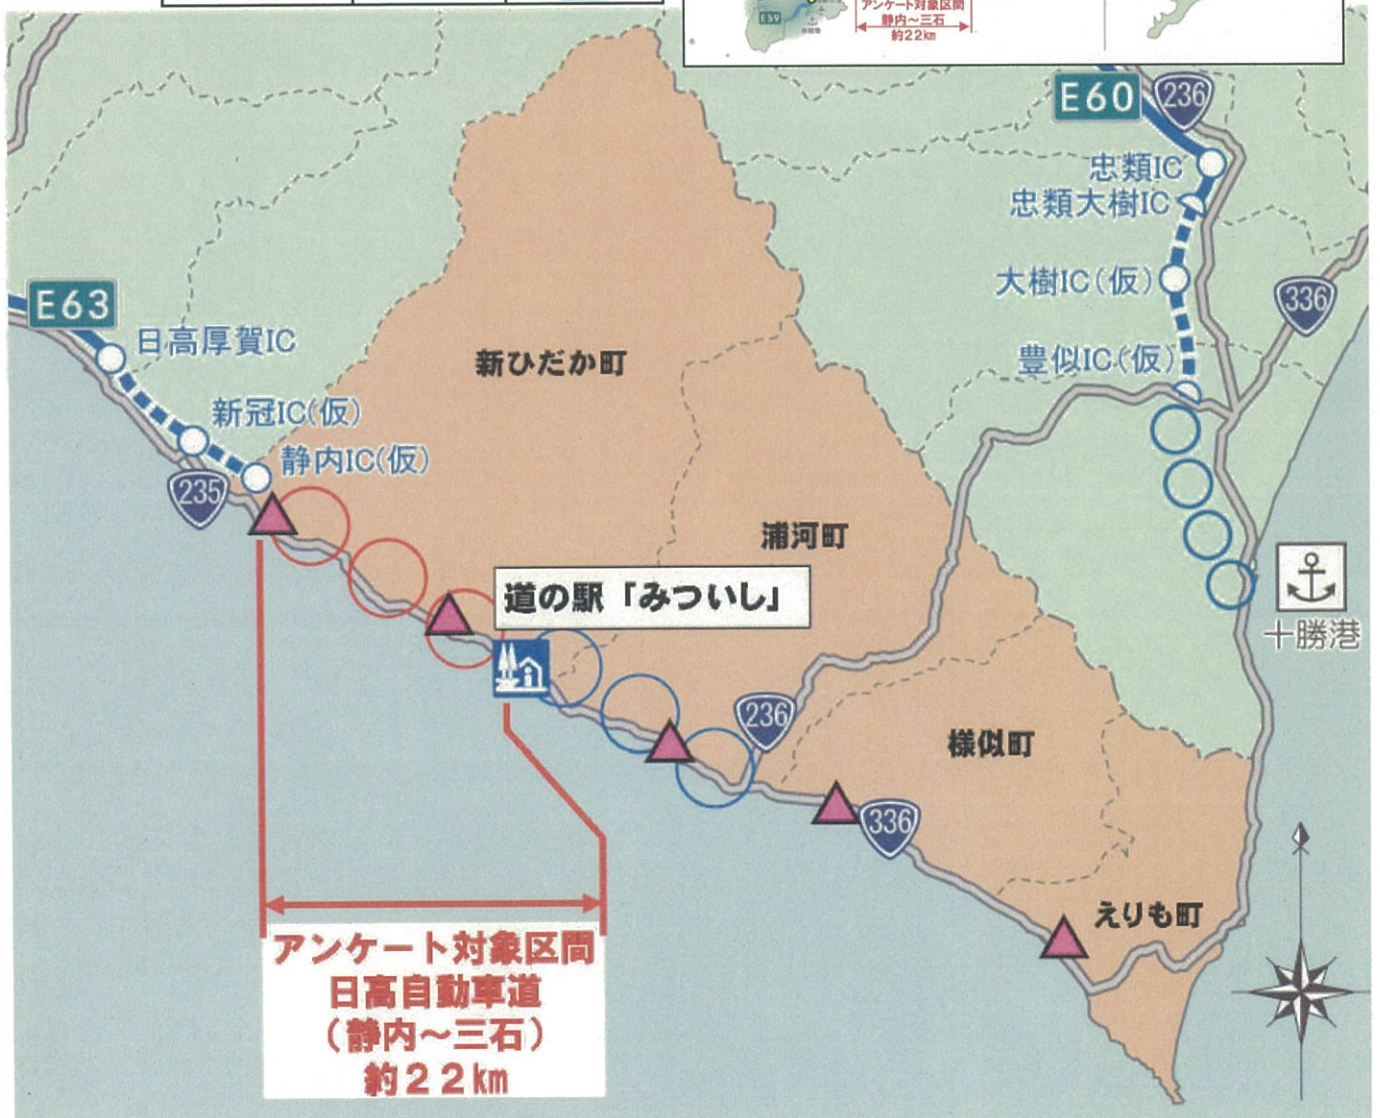 E59
アンケート対象区間
静内～三石
約22㎞
E60
236
忠類IC
忠類大樹IC
大樹IC(仮)
336
豊似IC(仮)
E63
日高厚賀IC
新冠IC(仮)
静内IC(仮)
235
新ひだか町
浦河町
道の駅「みついし」
十勝港
236
様似町
336
えりも町
アンケート対象区間
日高自動車道
（静内～三石）
約２２㎞